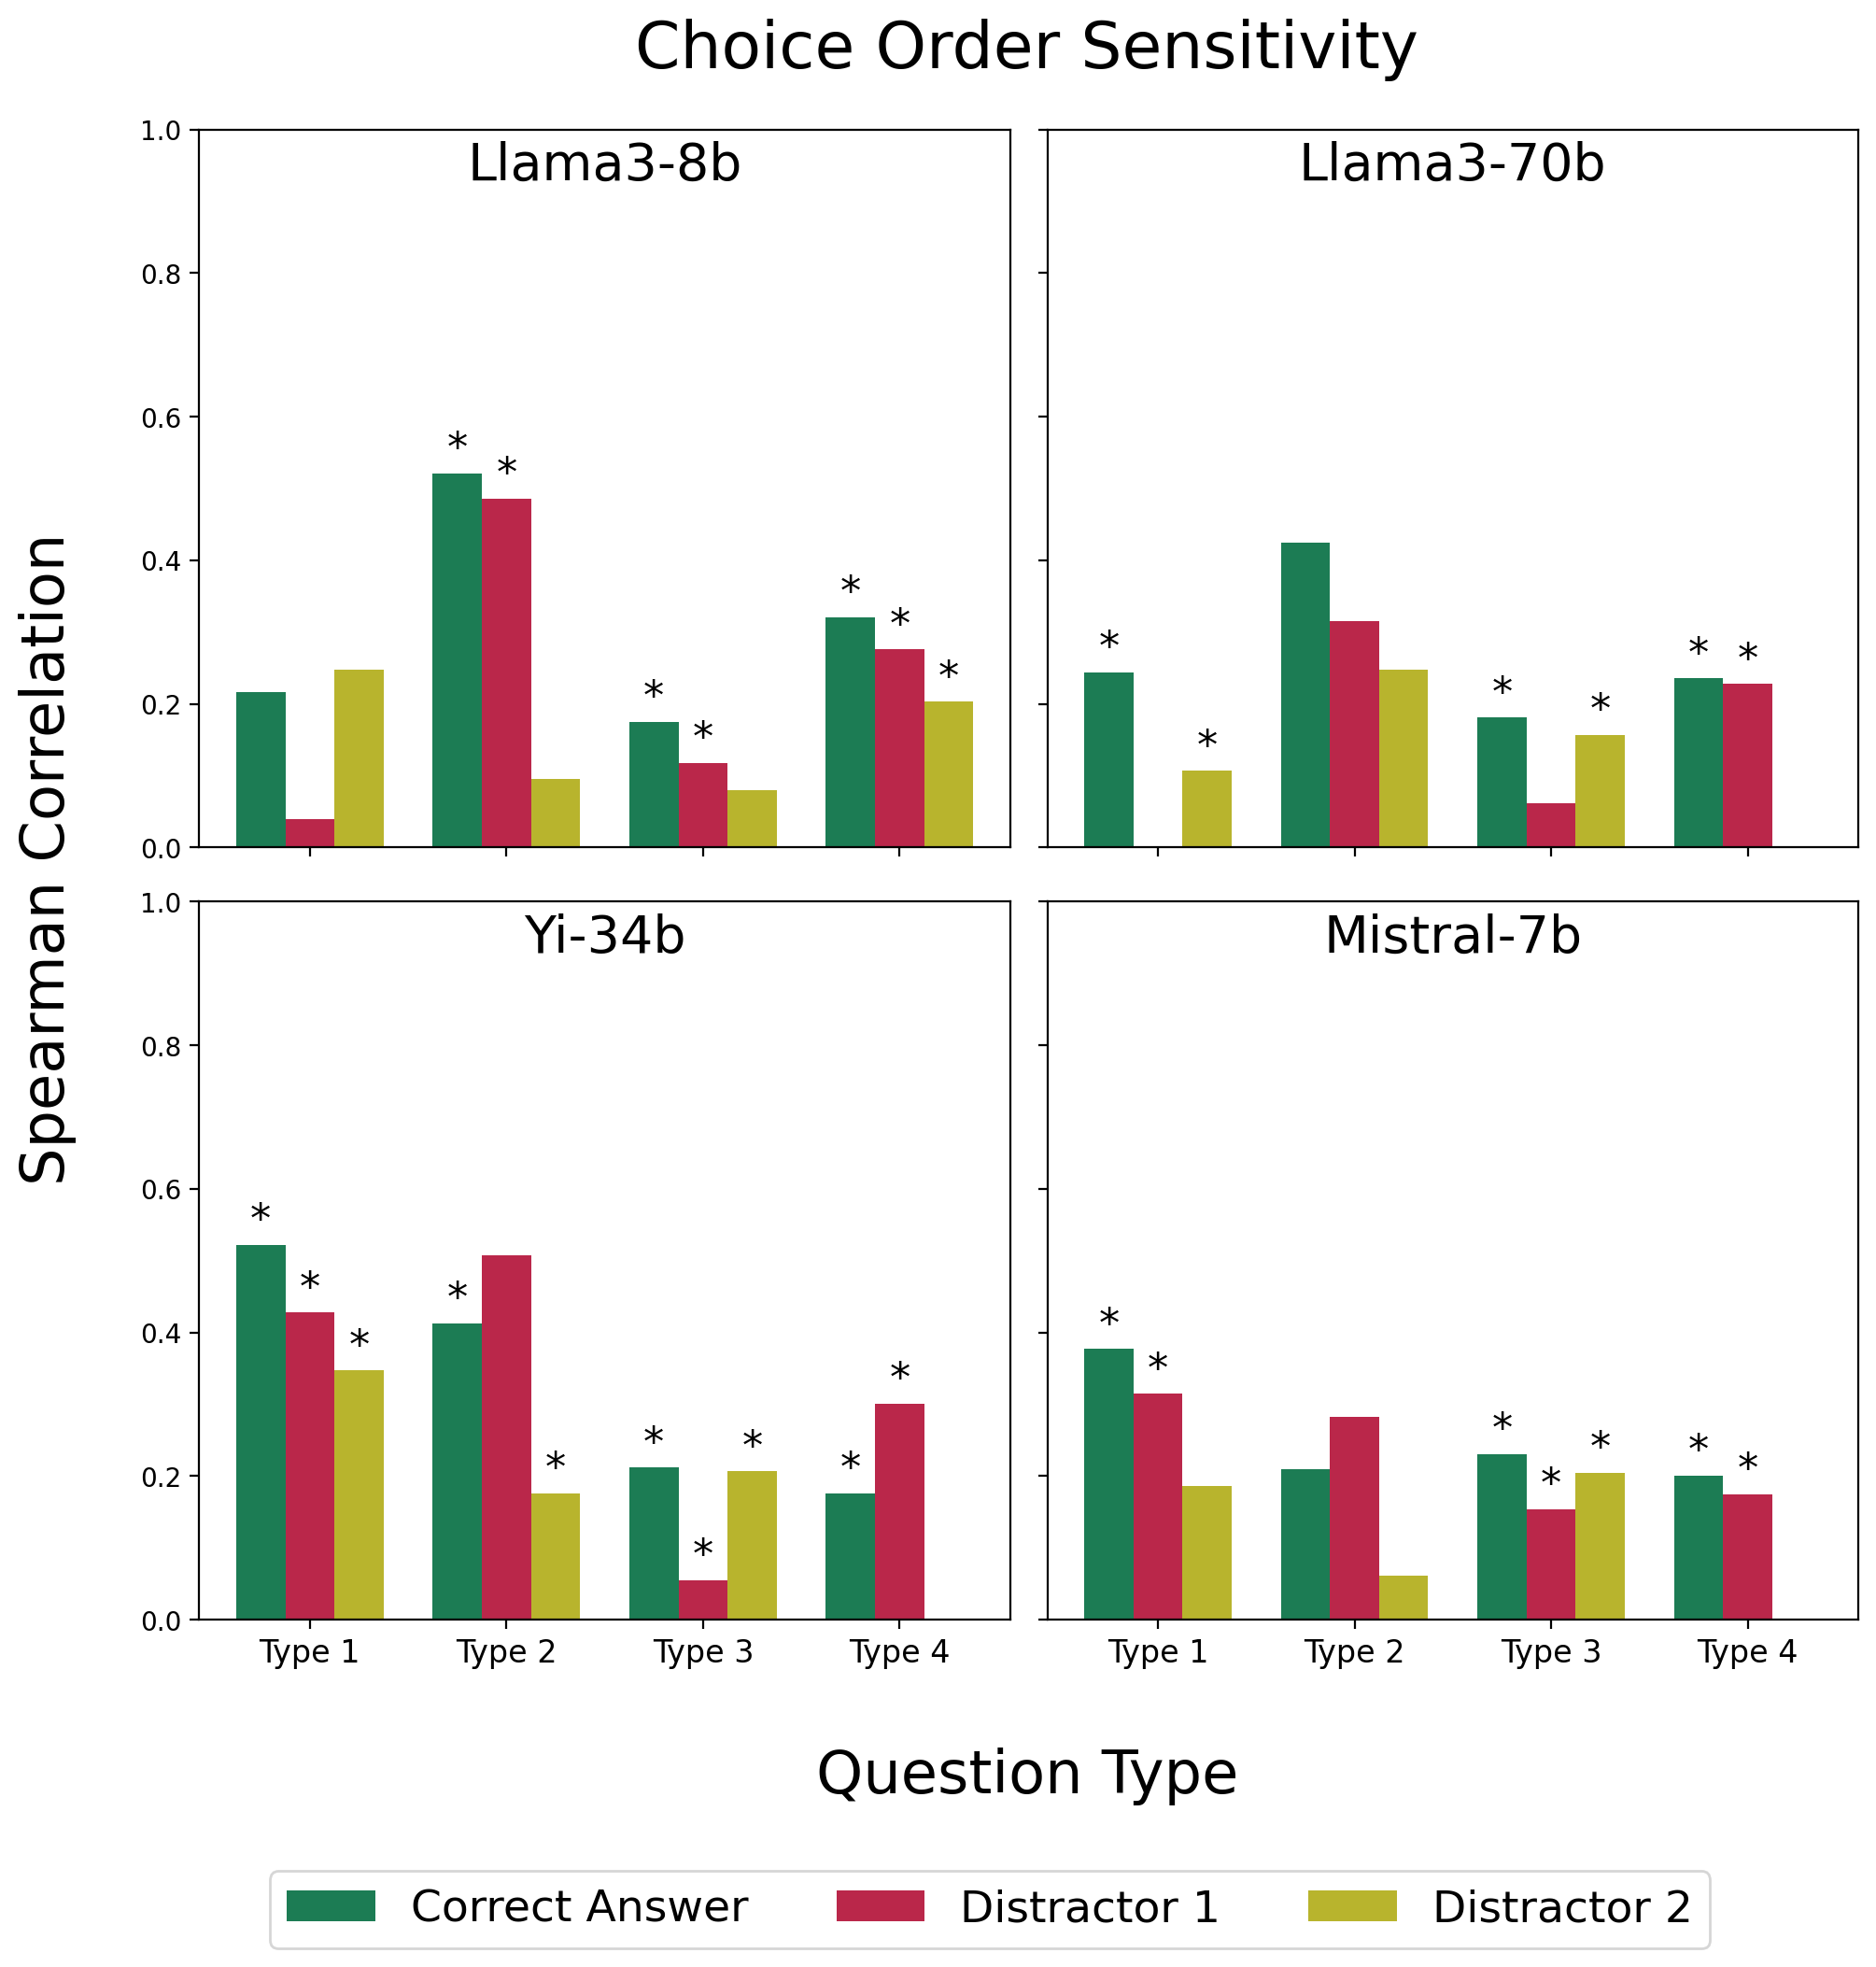 Choice Order Sensitivity
Spearman Correlation
Llama3-8b
1.0
0.8
0.6
0.4
0.2
0.0
* * * * * * *
Llama3-70b
* * * * * *
Yi-34b
1.0
0.8
0.6
0.4
0.2
0.0
* * * * * * * * * *
Type 1 Type 2 Type 3 Type 4
Mistral-7b
* * * * * * *
Type 1 Type 2 Type 3 Type 4
Question Type
Correct Answer Distractor 1 Distractor 2